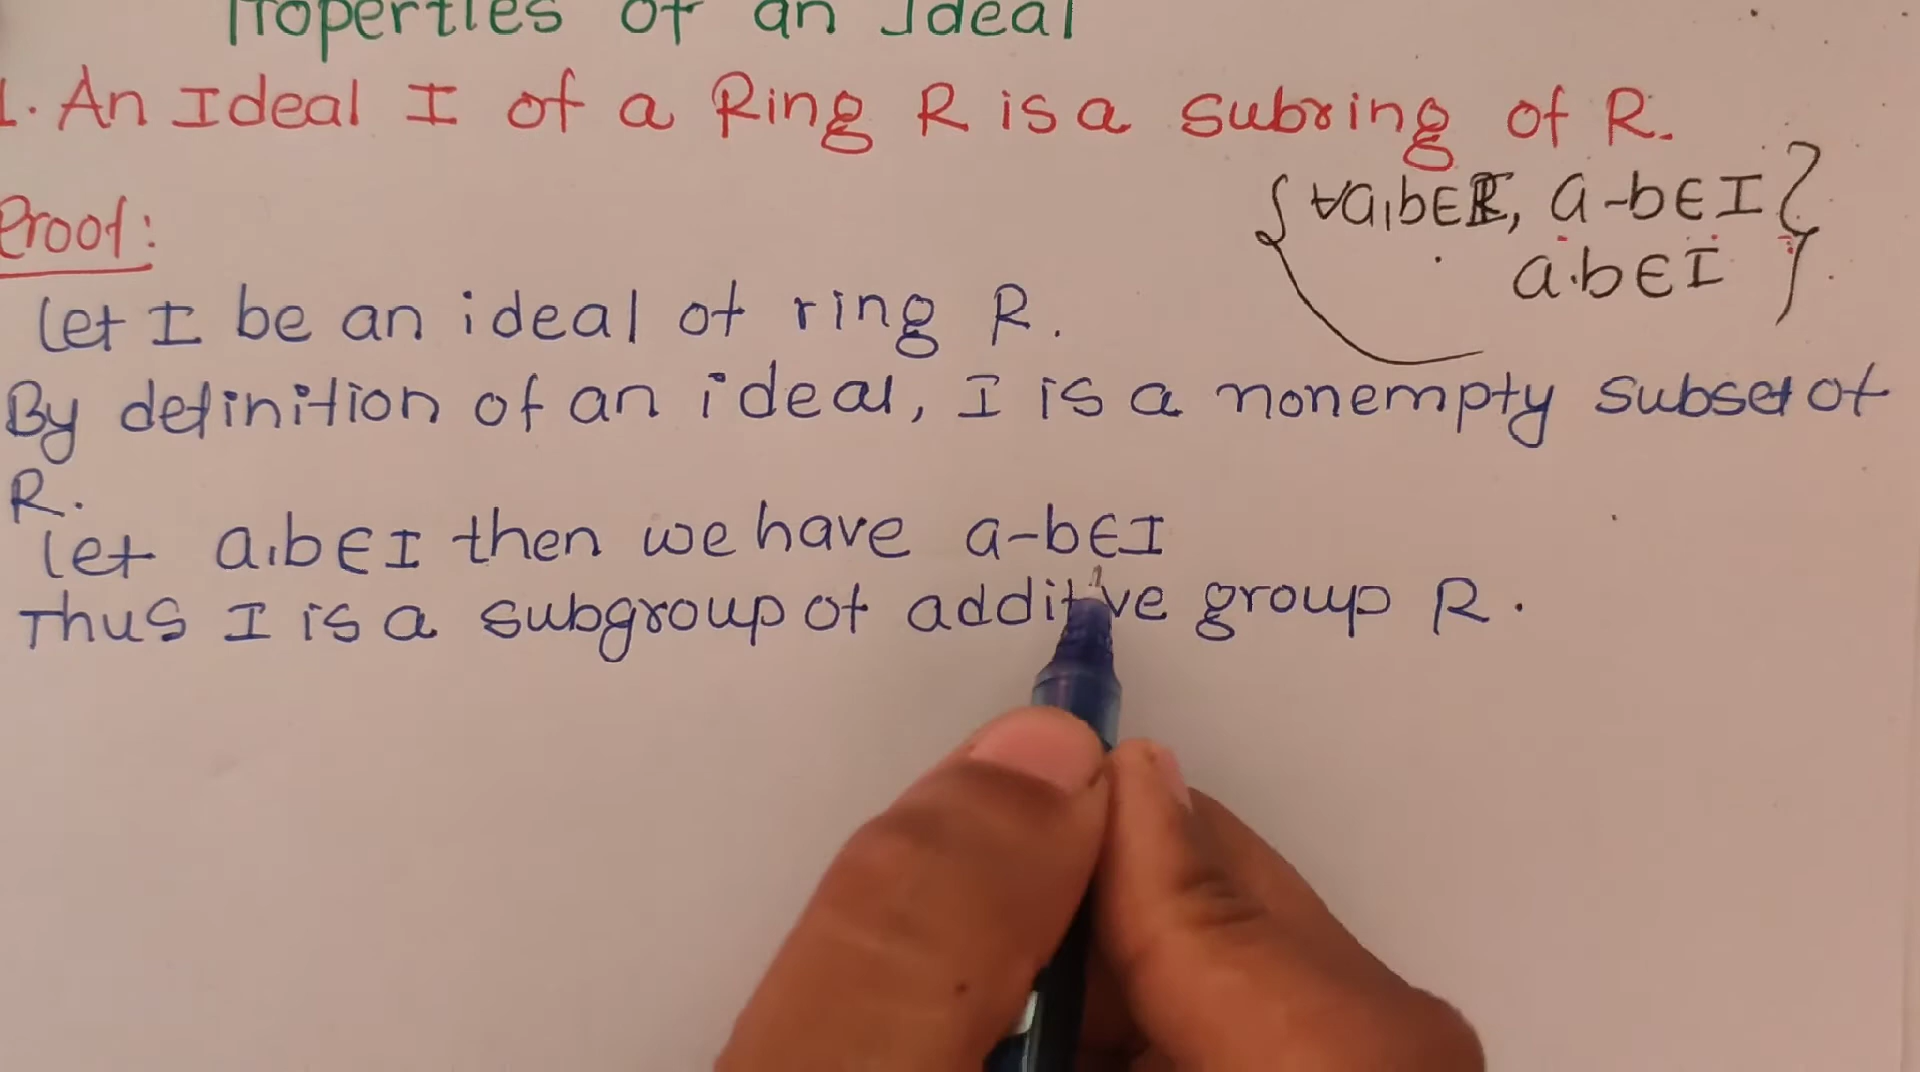 Properties of an Ideal
1. An Ideal I of a Ring R is a subring of R.
{ ∀a,b∈I, a-b∈I }
a.b∈I
Proof:
Let I be an ideal of ring R.
By definition of an ideal, I is a nonempty subset of
R.
Let a,b∈I then we have a-b∈I
Thus I is a subgroup of additive group R.